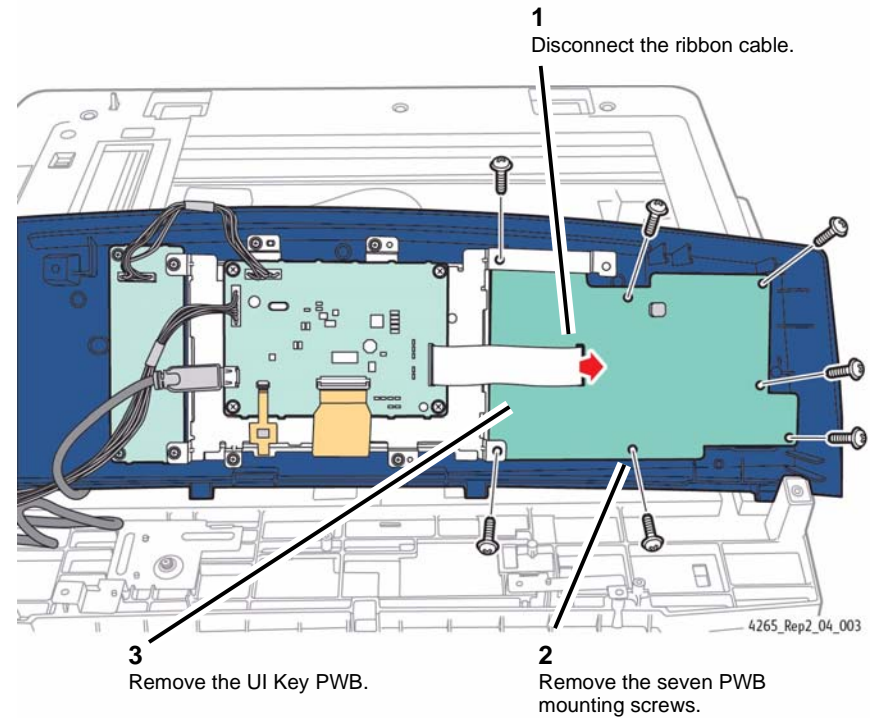 1
Disconnect the ribbon cable.
4265_Rep2_04_003
3
Remove the UI Key PWB.
2
Remove the seven PWB
mounting screws.